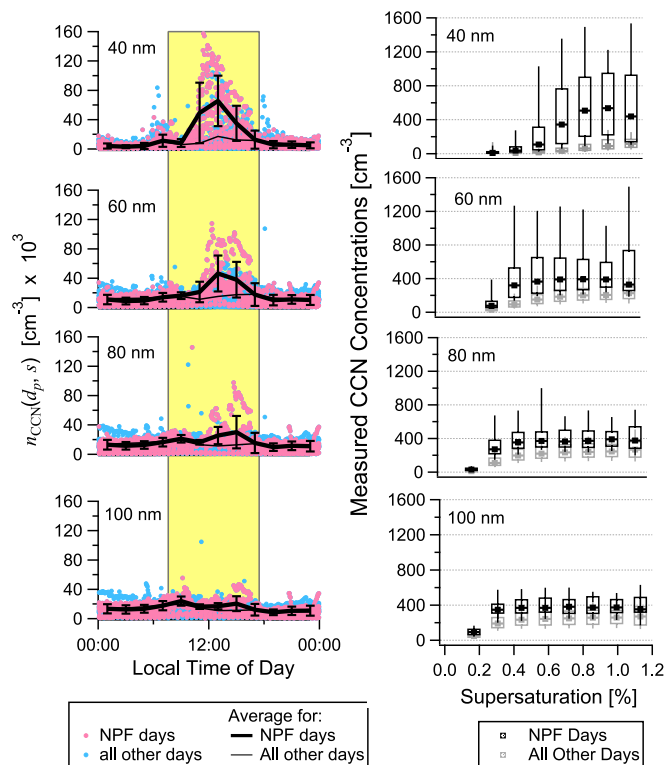 160
120
80
40
0
40 nm
160
120
80
40
0
60 nm
160
120
80
40
0
80 nm
160
120
80
40
0
100 nm
n_CCN(d_p, s) [cm⁻³] x 10³
00:00 12:00 00:00
Local Time of Day
NPF days
all other days
Average for:
NPF days
All other days
1600
1200
800
400
0
40 nm
1600
1200
800
400
0
60 nm
1600
1200
800
400
0
80 nm
1600
1200
800
400
0
100 nm
Measured CCN Concentrations [cm⁻³]
0.0 0.2 0.4 0.6 0.8 1.0 1.2
Supersaturation [%]
NPF Days
All Other Days